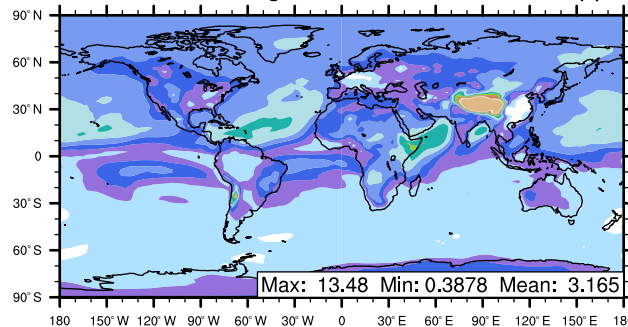 90° N
60° N
30° N
0
30° S
60° S
90° S
Max: 13.48 Min: 0.3878 Mean: 3.165
180 150° W 120° W 90° W 60° W 30° W 0 30° E 60° E 90° E 120° E 150° E 180